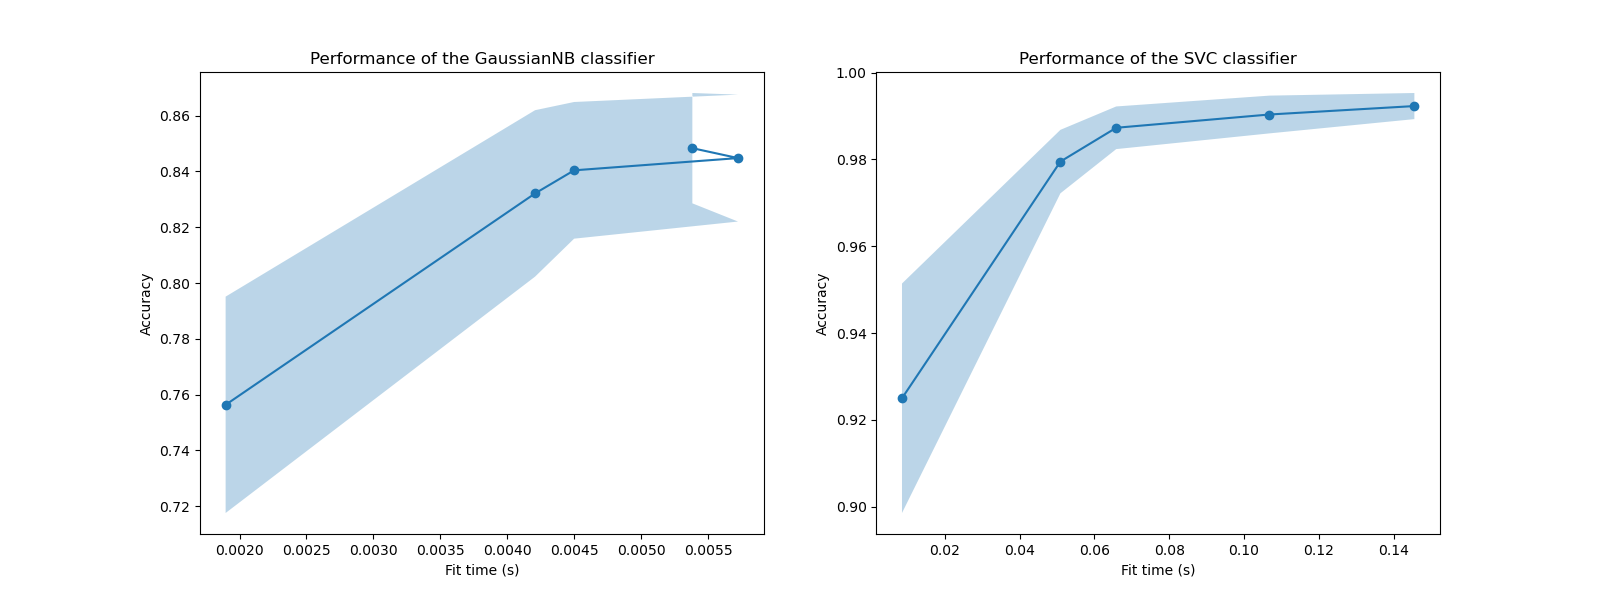 Performance of the GaussianNB classifier
0.86
0.84
0.82
0.80
0.78
0.76
0.74
0.72
Accuracy
0.0020 0.0025 0.0030 0.0035 0.0040 0.0045 0.0050 0.0055
Fit time (s)
Performance of the SVC classifier
1.00
0.98
0.96
0.94
0.92
0.90
Accuracy
0.02 0.04 0.06 0.08 0.10 0.12 0.14
Fit time (s)